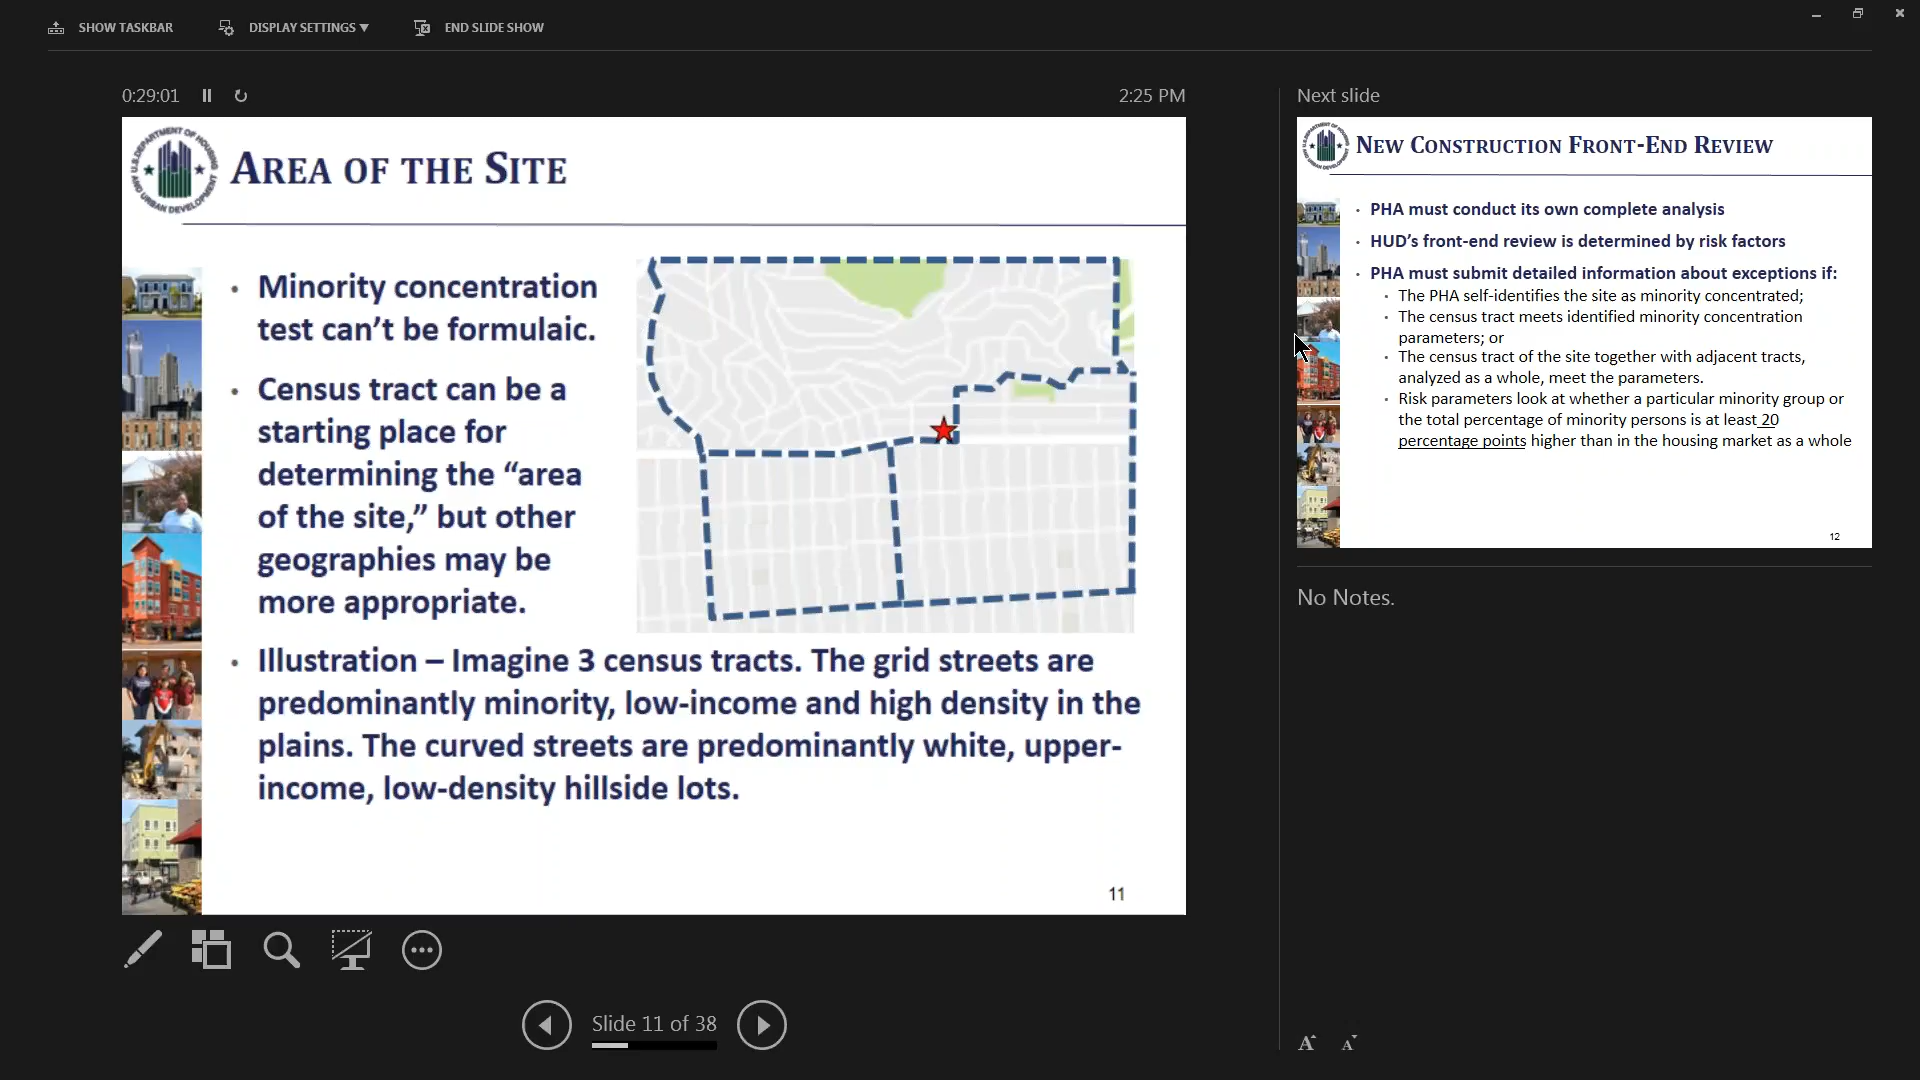 SHOW TASKBAR
DISPLAY SETTINGS ▼
END SLIDE SHOW
0:29:01
2:25 PM
Next slide
U.S. DEPARTMENT OF HOUSING
AND URBAN DEVELOPMENT
AREA OF THE SITE
• Minority concentration
test can’t be formulaic.
• Census tract can be a
starting place for
determining the “area
of the site,” but other
geographies may be
more appropriate.
• Illustration – Imagine 3 census tracts. The grid streets are
predominantly minority, low-income and high density in the
plains. The curved streets are predominantly white, upper-
income, low-density hillside lots.
11
NEW CONSTRUCTION FRONT-END REVIEW
• PHA must conduct its own complete analysis
• HUD’s front-end review is determined by risk factors
• PHA must submit detailed information about exceptions if:
• The PHA self-identifies the site as minority concentrated;
• The census tract meets identified minority concentration
parameters; or
• The census tract of the site together with adjacent tracts,
analyzed as a whole, meet the parameters.
• Risk parameters look at whether a particular minority group or
the total percentage of minority persons is at least 20
percentage points higher than in the housing market as a whole
12
No Notes.
Slide 11 of 38
A A